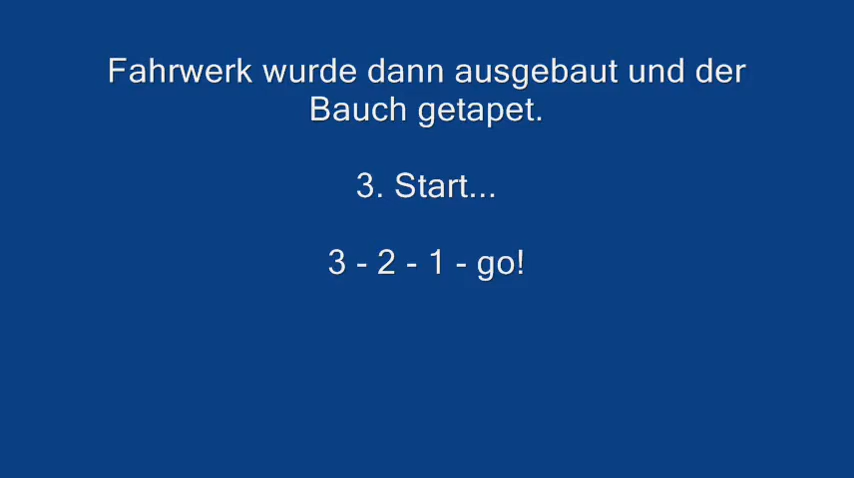 Fahrwerk wurde dann ausgebaut und der
Bauch getapet.
3. Start...
3 - 2 - 1 - go!